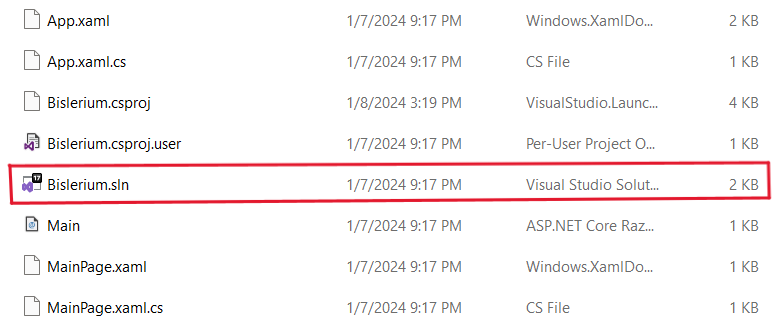 App.xaml 1/7/2024 9:17 PM Windows.XamlDo... 2 KB
App.xaml.cs 1/7/2024 9:17 PM CS File 1 KB
Bislerium.csproj 1/8/2024 3:19 PM VisualStudio.Launc... 4 KB
Bislerium.csproj.user 1/7/2024 9:17 PM Per-User Project O... 1 KB
17
Bislerium.sln 1/7/2024 9:17 PM Visual Studio Solut... 2 KB
Main 1/7/2024 9:17 PM ASP.NET Core Raz... 1 KB
MainPage.xaml 1/7/2024 9:17 PM Windows.XamlDo... 1 KB
MainPage.xaml.cs 1/7/2024 9:17 PM CS File 1 KB